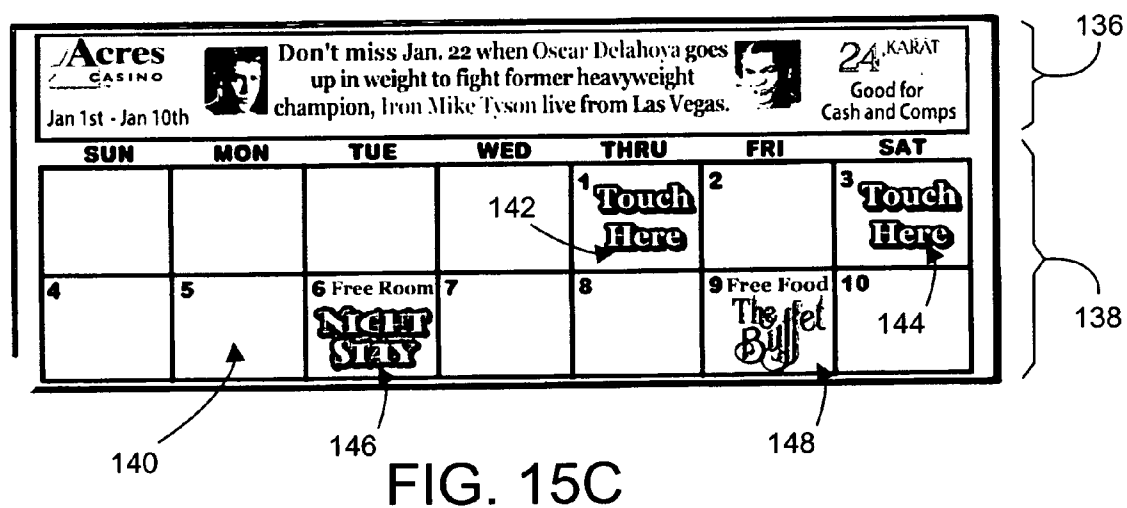 136
Acres
CASINO
Jan 1st - Jan 10th
Don't miss Jan. 22 when Oscar Delahoya goes
up in weight to fight former heavyweight
champion, Iron Mike Tyson live from Las Vegas.
24 KARAT
Good for
Cash and Comps
SUN MON TUE WED THRU FRI SAT
1 Touch Here
2
3 Touch Here
142
144
138
4
5
6 Free Room
NIGHT
STAY
7
8
9 Free Food
The Buffet
10
140
146
148
FIG. 15C